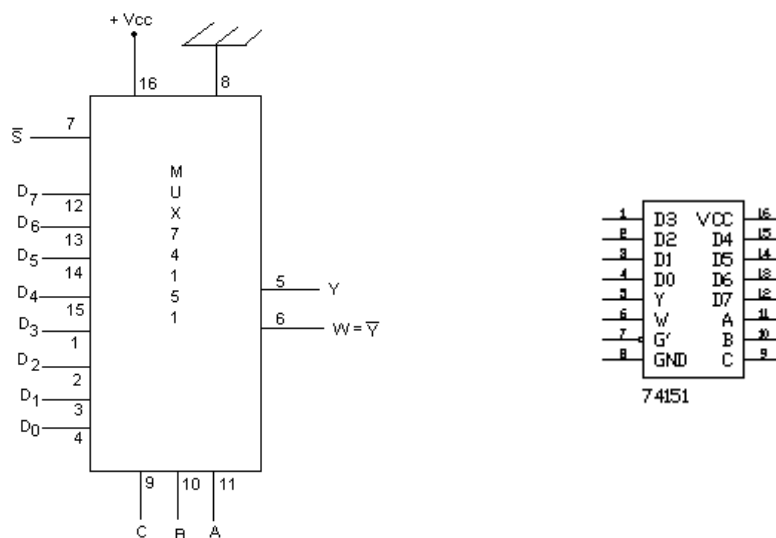 + Vcc
16
8
7
S̅
M
U
X
7
4
1
5
1
D7
12
D6
13
D5
14
D4
15
D3
1
D2
2
D1
3
D0
4
5
Y
6
W = Y̅
9
10
11
C
B
A
1 D3 VCC 16
2 D2 D4 15
3 D1 D5 14
4 D0 D6 13
5 Y D7 12
6 W A 11
7 G' B 10
8 GND C 9
74151